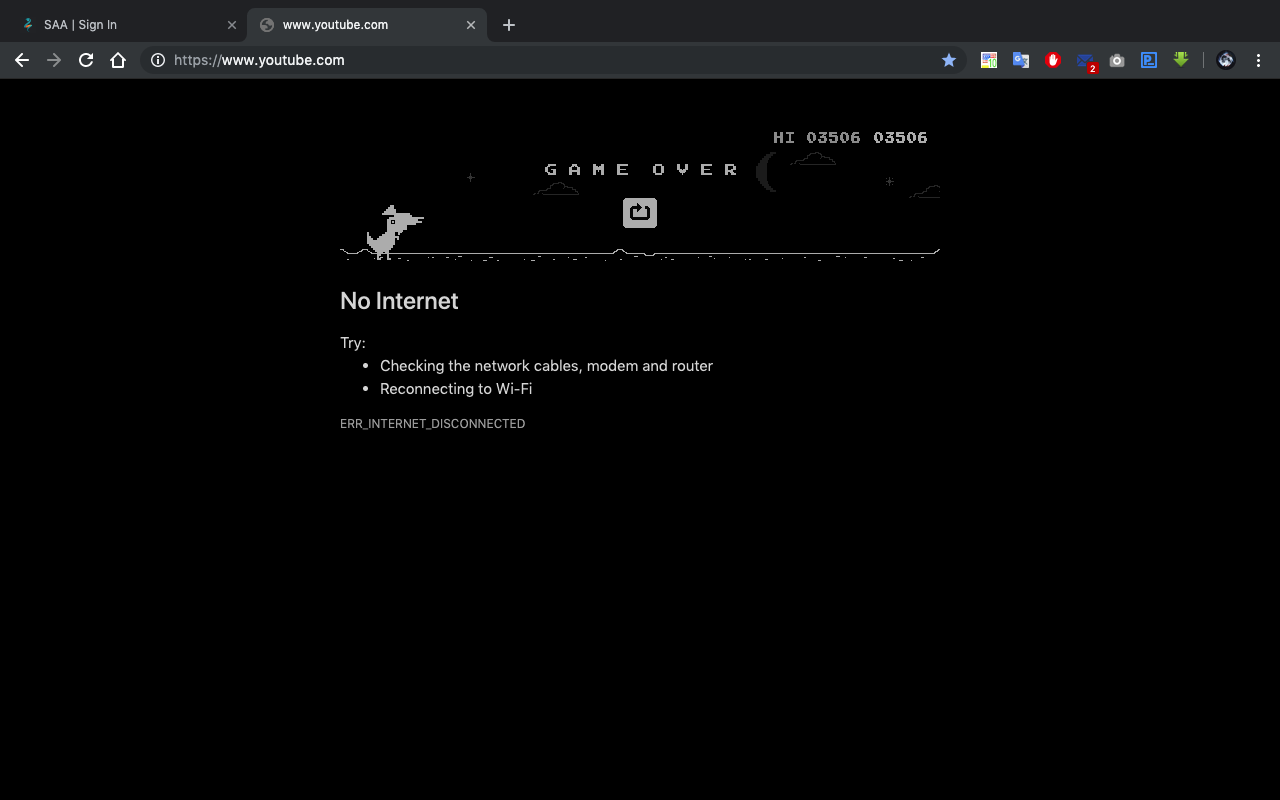 SAA | Sign In
www.youtube.com
https://www.youtube.com
2
HI 03506 03506
GAME OVER
No Internet
Try:
• Checking the network cables, modem and router
• Reconnecting to Wi-Fi
ERR_INTERNET_DISCONNECTED